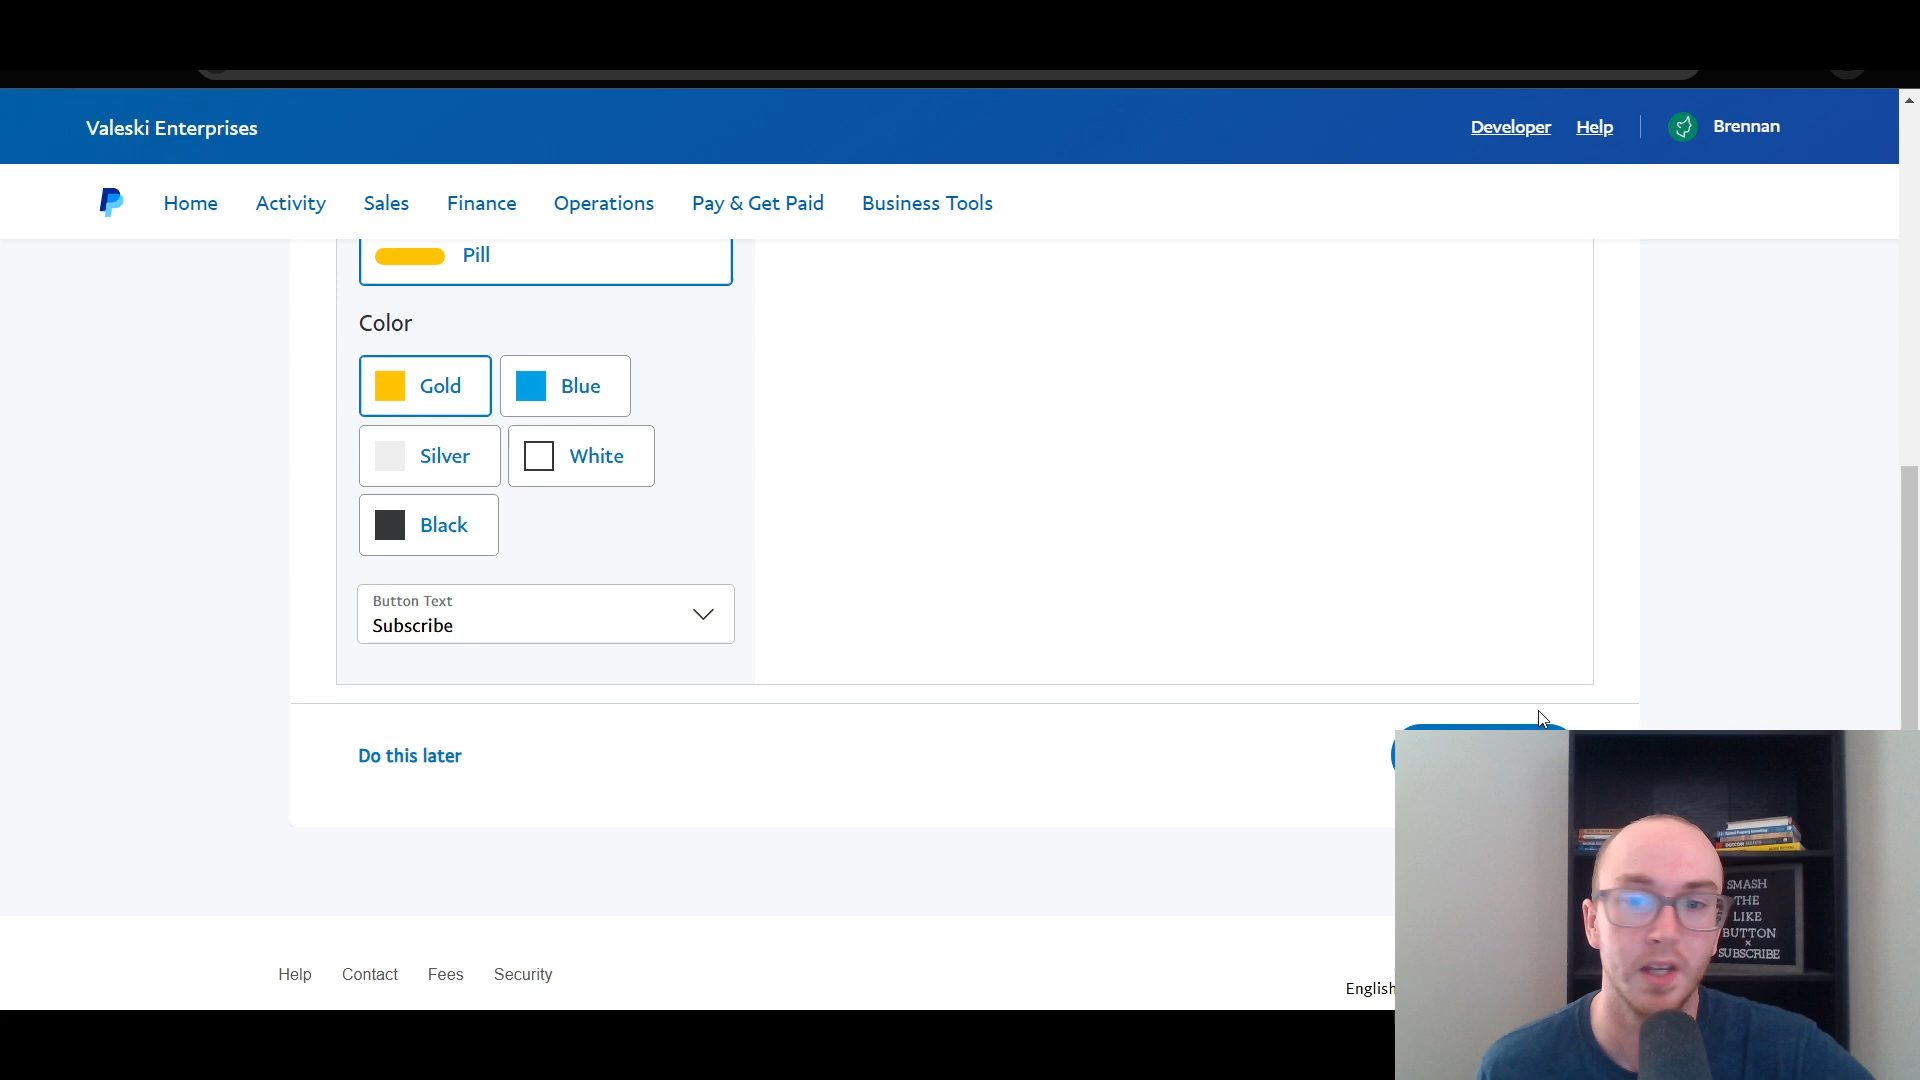 Valeski Enterprises
Developer Help Brennan
Home Activity Sales Finance Operations Pay & Get Paid Business Tools
Pill
Color
Gold Blue
Silver White
Black
Button Text
Subscribe
Do this later
SMASH
THE
LIKE
BUTTON
×
SUBSCRIBE
Help Contact Fees Security
English